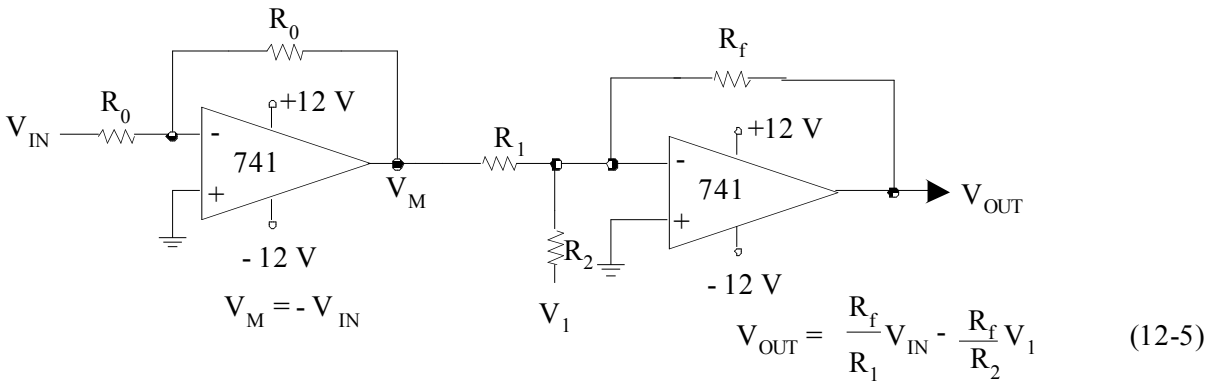 R0
R0
VIN
+12 V
-
741
+
- 12 V
VM
VM = - VIN
R1
R2
V1
Rf
+12 V
-
741
+
- 12 V
VOUT
VOUT = Rf/R1 VIN - Rf/R2 V1 (12-5)